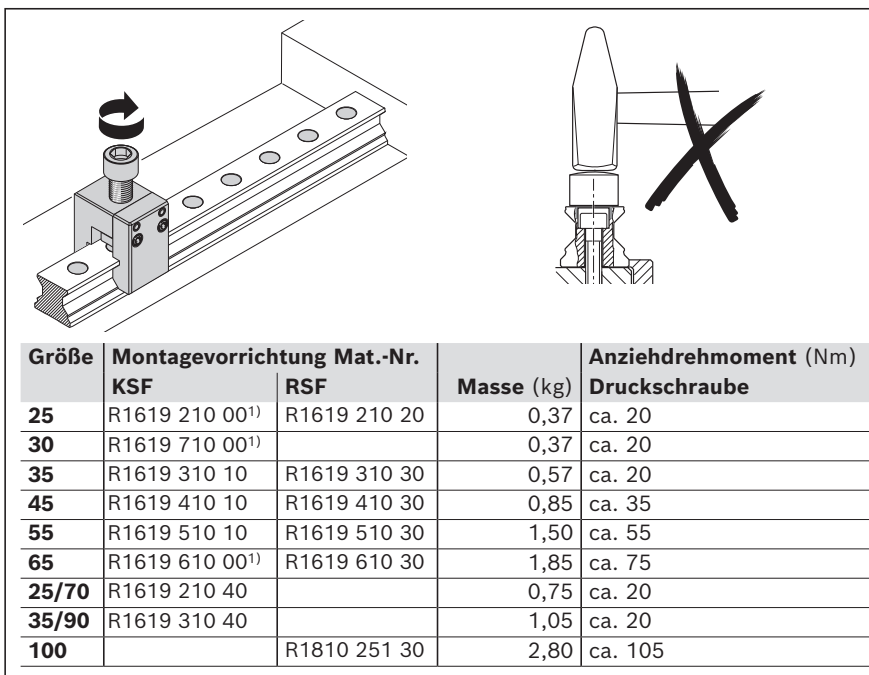 Größe Montagevorrichtung Mat.-Nr. Anziehdrehmoment (Nm)
KSF RSF Masse (kg) Druckschraube
25 R1619 210 00¹⁾ R1619 210 20 0,37 ca. 20
30 R1619 710 00¹⁾ 0,37 ca. 20
35 R1619 310 10 R1619 310 30 0,57 ca. 20
45 R1619 410 10 R1619 410 30 0,85 ca. 35
55 R1619 510 10 R1619 510 30 1,50 ca. 55
65 R1619 610 00¹⁾ R1619 610 30 1,85 ca. 75
25/70 R1619 210 40 0,75 ca. 20
35/90 R1619 310 40 1,05 ca. 20
100 R1810 251 30 2,80 ca. 105